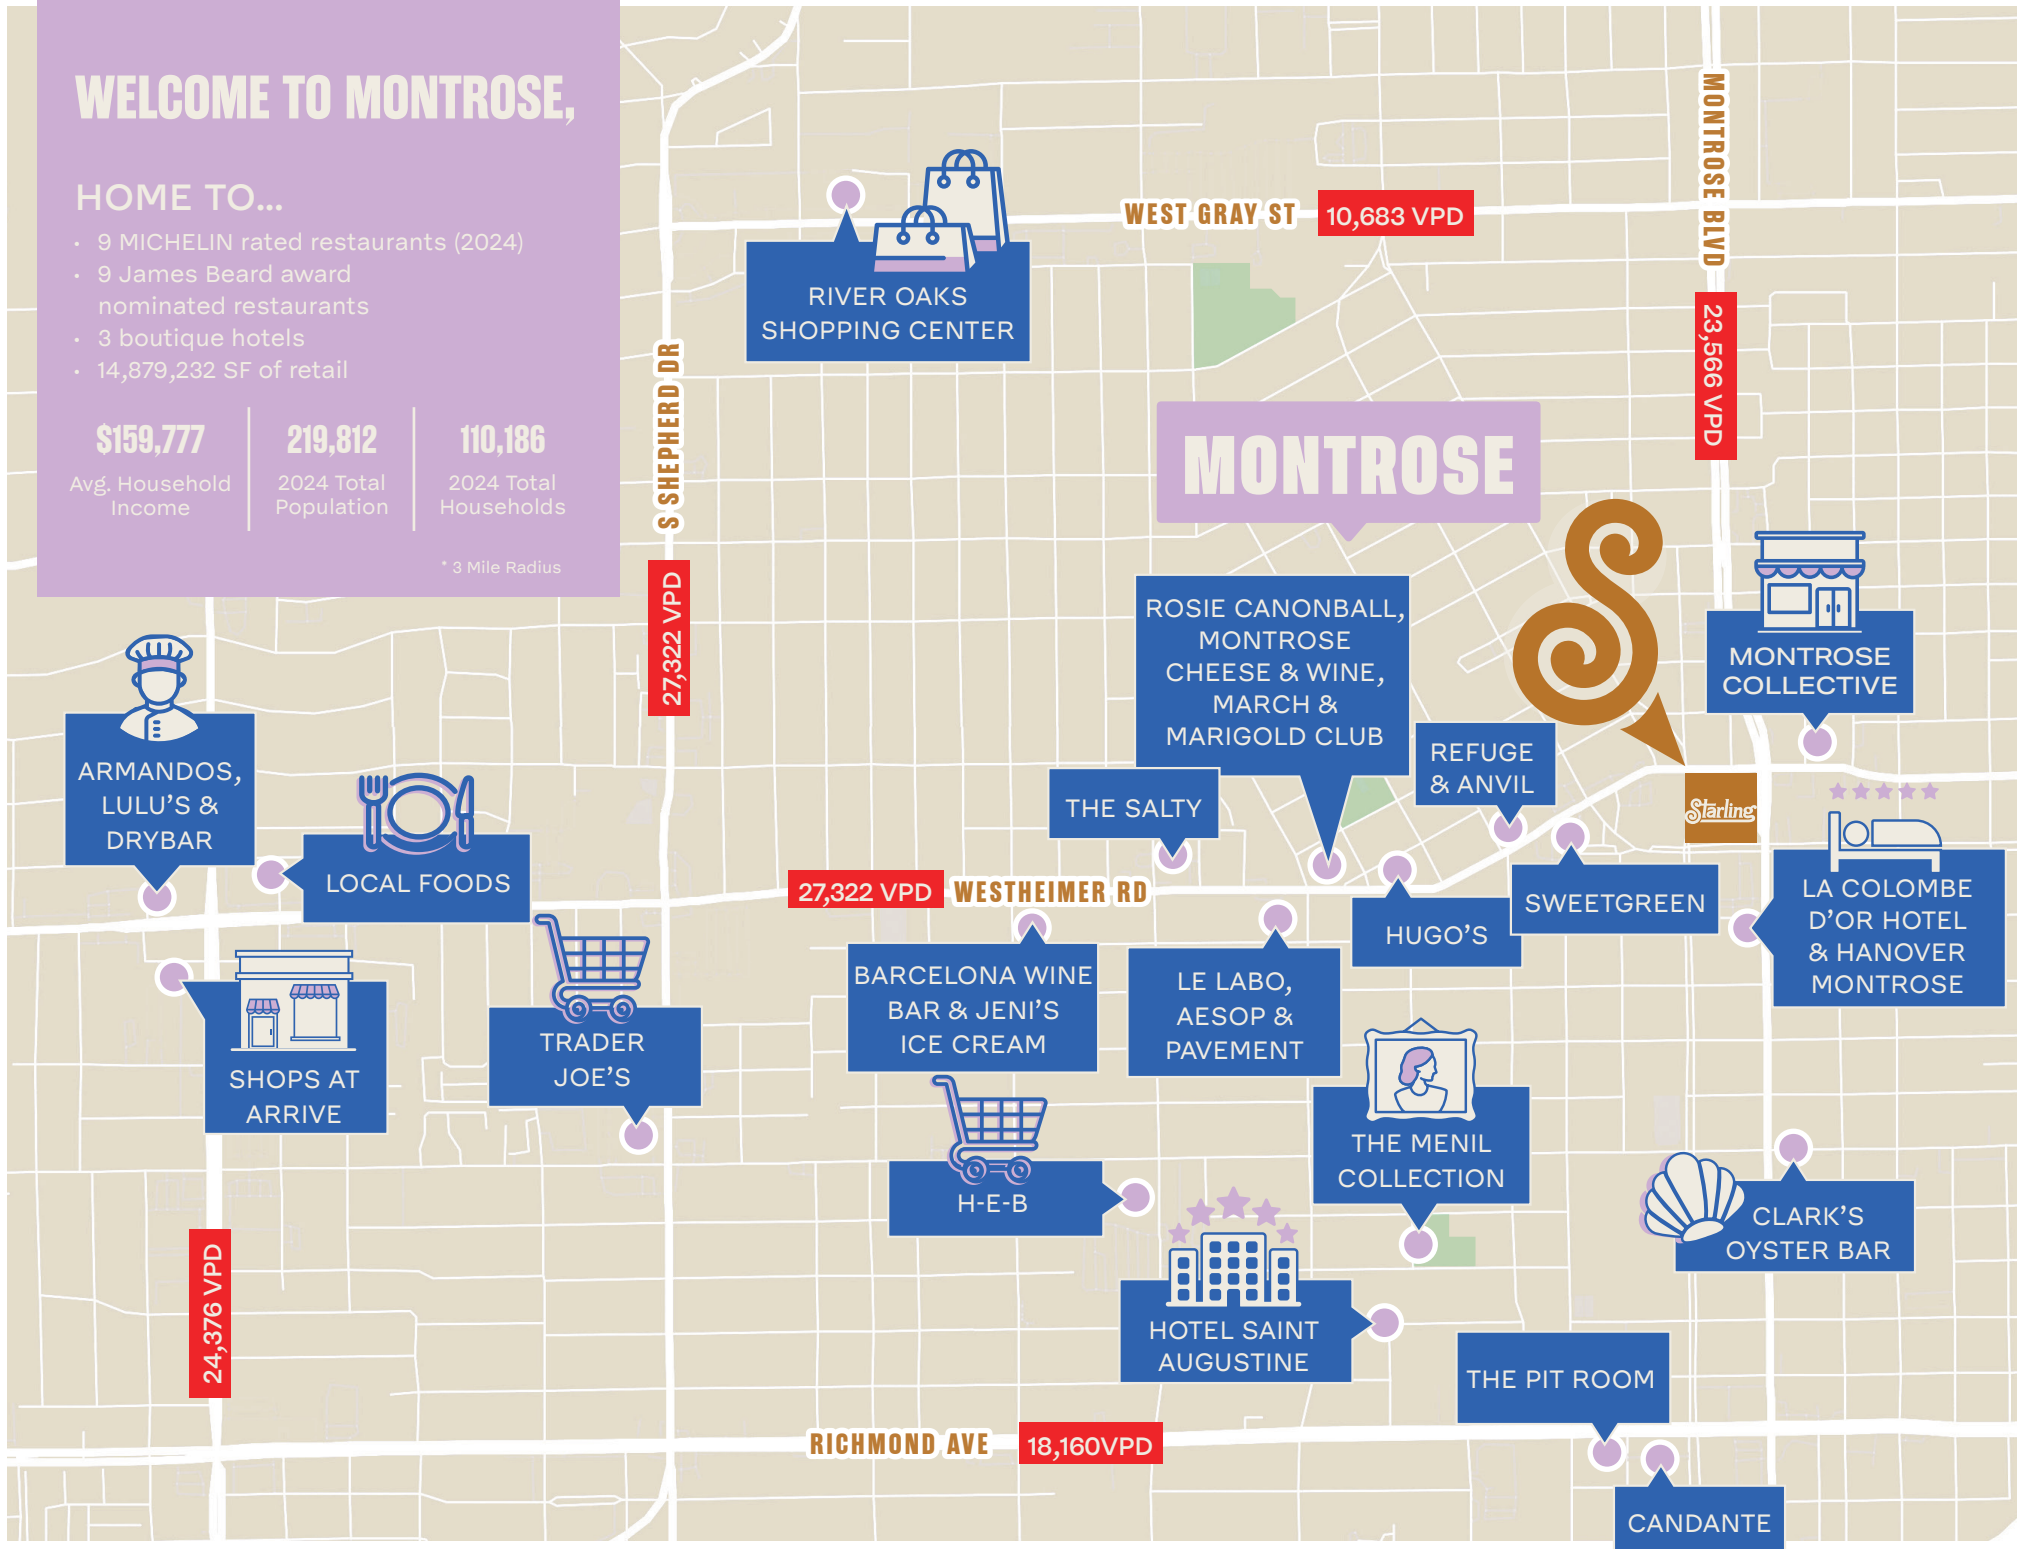 WELCOME TO MONTROSE,
HOME TO...
• 9 MICHELIN rated restaurants (2024)
• 9 James Beard award
nominated restaurants
• 3 boutique hotels
• 14,879,232 SF of retail
$159,777
Avg. Household
Income
219,812
2024 Total
Population
110,186
2024 Total
Households
* 3 Mile Radius
MONTROSE BLVD
23,566 VPD
WEST GRAY ST
10,683 VPD
RIVER OAKS
SHOPPING CENTER
S SHEPHERD DR
27,322 VPD
MONTROSE
ROSIE CANONBALL,
MONTROSE
CHEESE & WINE,
MARCH &
MARIGOLD CLUB
MONTROSE
COLLECTIVE
REFUGE
& ANVIL
THE SALTY
Starling
ARMANDOS,
LULU'S &
DRYBAR
LOCAL FOODS
27,322 VPD
WESTHEIMER RD
SWEETGREEN
HUGO'S
LA COLOMBE
D'OR HOTEL
& HANOVER
MONTROSE
BARCELONA WINE
BAR & JENI'S
ICE CREAM
LE LABO,
AESOP &
PAVEMENT
SHOPS AT
ARRIVE
TRADER
JOE'S
THE MENIL
COLLECTION
H-E-B
CLARK'S
OYSTER BAR
24,376 VPD
HOTEL SAINT
AUGUSTINE
THE PIT ROOM
RICHMOND AVE
18,160VPD
CANDANTE